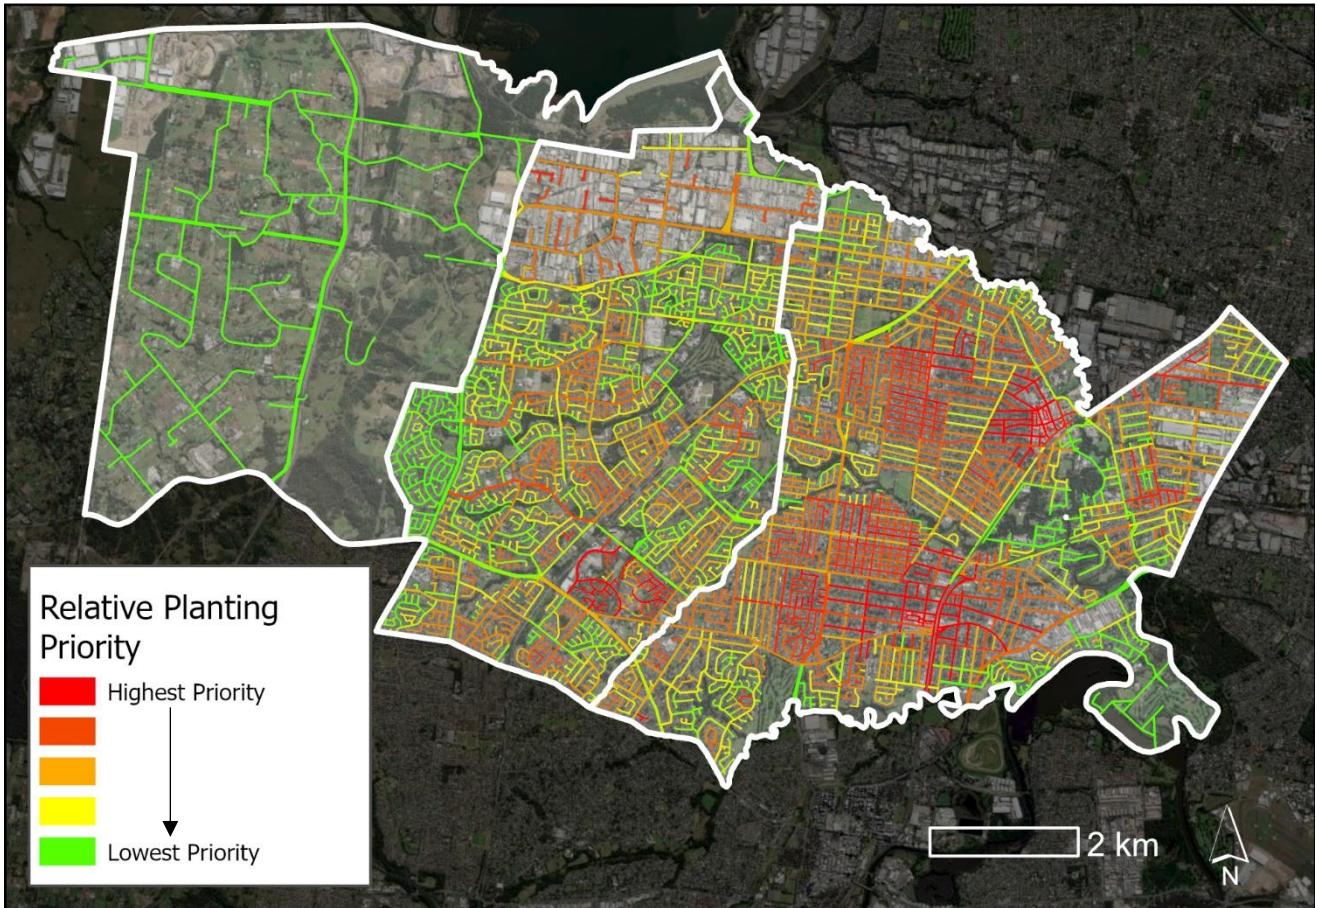 Relative Planting
Priority
Highest Priority
Lowest Priority
2 km
N